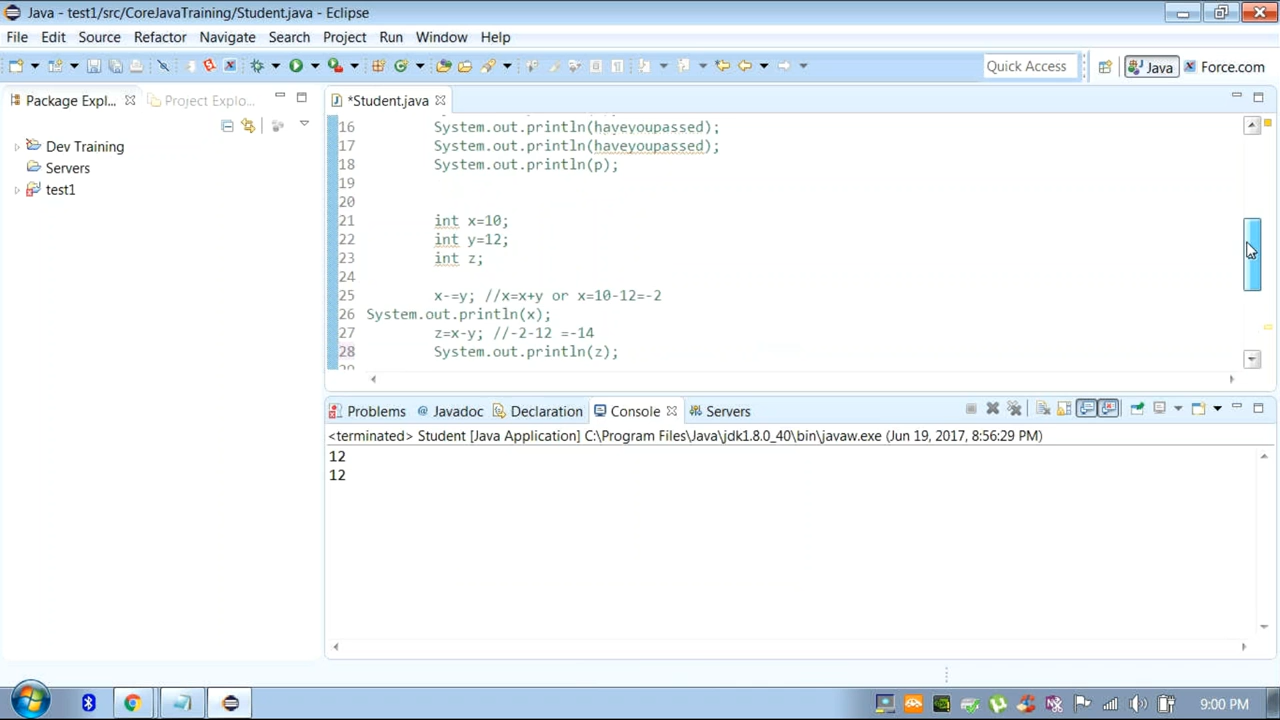 Java - test1/src/CoreJavaTraining/Student.java - Eclipse
File Edit Source Refactor Navigate Search Project Run Window Help
Quick Access Java Force.com
Package Expl... Project Explo...
*Student.java
Dev Training
Servers
test1
16 System.out.println(haveyoupassed);
17 System.out.println(haveyoupassed);
18 System.out.println(p);
19
20
21 int x=10;
22 int y=12;
23 int z;
24
25 x-=y; //x=x+y or x=10-12=-2
26 System.out.println(x);
27 z=x-y; //-2-12 =-14
28 System.out.println(z);
Problems @ Javadoc Declaration Console Servers
<terminated> Student [Java Application] C:\Program Files\Java\jdk1.8.0_40\bin\javaw.exe (Jun 19, 2017, 8:56:29 PM)
12
12
9:00 PM